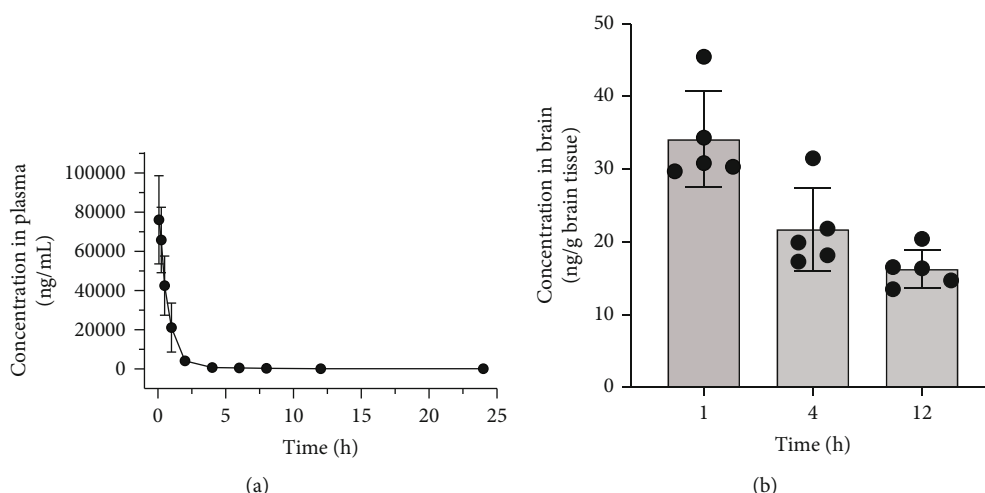 Concentration in plasma
(ng/mL)
100000
80000
60000
40000
20000
0
0
5
10
15
20
25
Time (h)
(a)
Concentration in brain
(ng/g brain tissue)
50
40
30
20
10
0
1
4
12
Time (h)
(b)